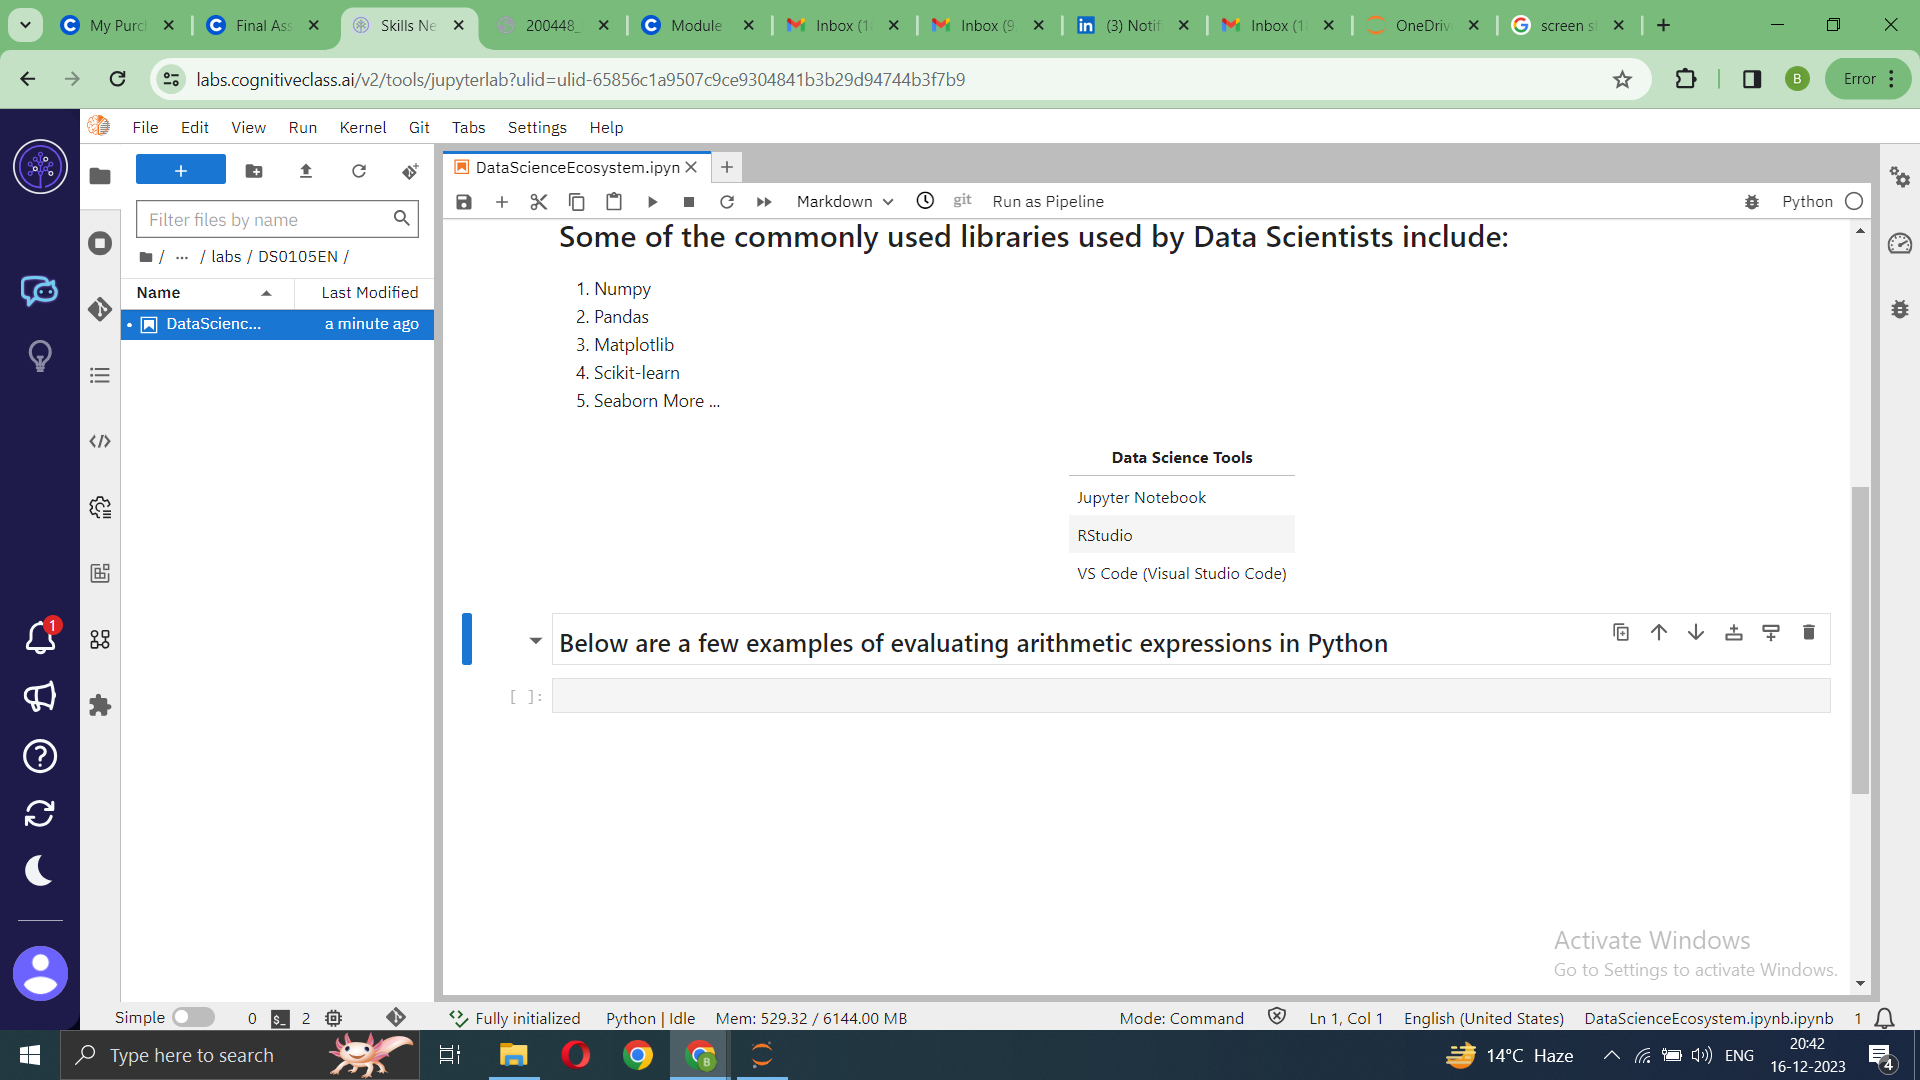 My Purc
Final Ass
Skills Ne
200448_
Module
Inbox (1
Inbox (9
(3) Notif
Inbox (1
OneDriv
screen s
labs.cognitiveclass.ai/v2/tools/jupyterlab?ulid=ulid-65856c1a9507c9ce9304841b3b29d94744b3f7b9
B
Error
File Edit View Run Kernel Git Tabs Settings Help
DataScienceEcosystem.ipyn
Markdown
git
Run as Pipeline
Python
Filter files by name
/ ... / labs / DS0105EN /
Name
Last Modified
DataScienc...
a minute ago
Some of the commonly used libraries used by Data Scientists include:
1. Numpy
2. Pandas
3. Matplotlib
4. Scikit-learn
5. Seaborn More ...
Data Science Tools
Jupyter Notebook
RStudio
VS Code (Visual Studio Code)
Below are a few examples of evaluating arithmetic expressions in Python
[ ]:
1
Activate Windows
Go to Settings to activate Windows.
Simple
0
$_
2
Fully initialized
Python | Idle
Mem: 529.32 / 6144.00 MB
Mode: Command
Ln 1, Col 1
English (United States)
DataScienceEcosystem.ipynb.ipynb
1
Type here to search
B
14°C Haze
ENG
20:42
16-12-2023
4